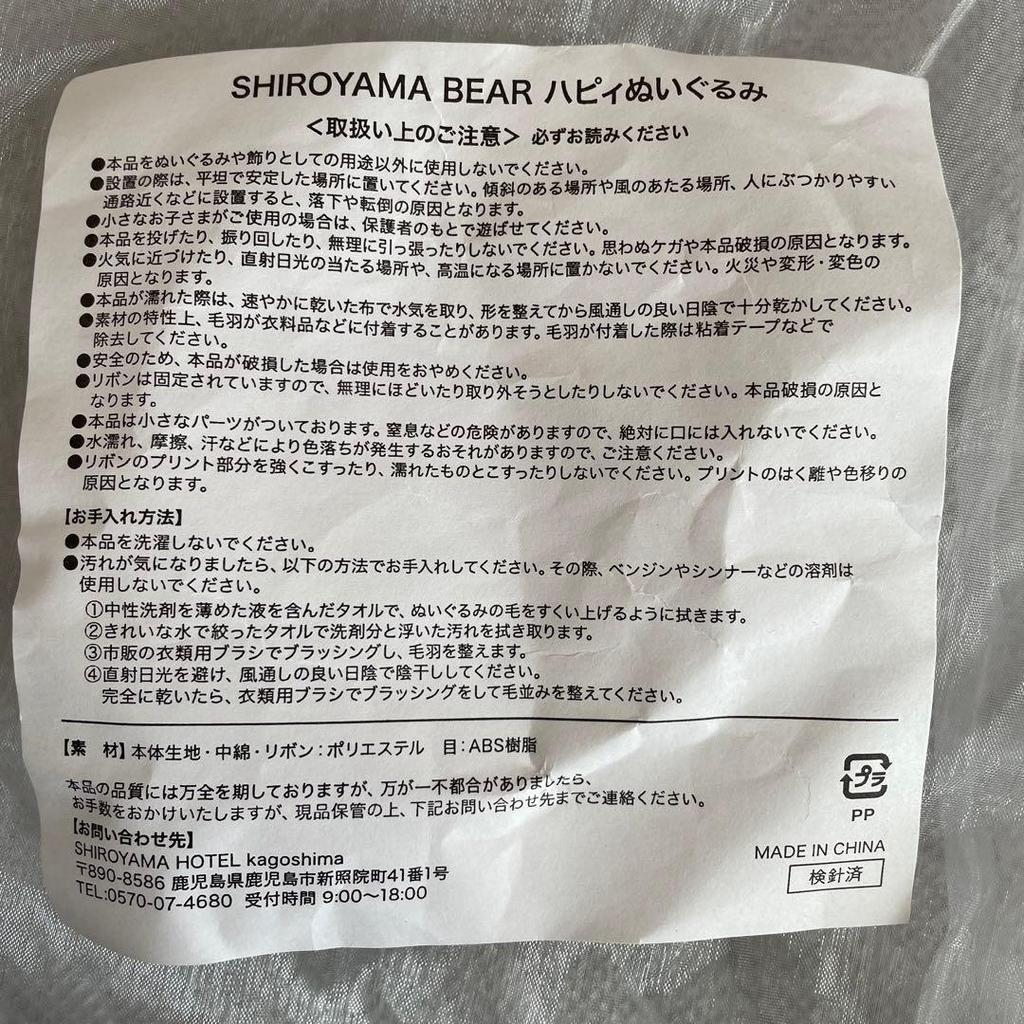 SHIROYAMA BEAR ハピィぬいぐるみ
＜取扱い上のご注意＞ 必ずお読みください
●本品をぬいぐるみや飾りとしての用途以外に使用しないでください。
●設置の際は、平坦で安定した場所に置いてください。傾斜のある場所や風のあたる場所、人にぶつかりやすい
通路近くなどに設置すると、落下や転倒の原因となります。
●小さなお子さまがご使用の場合は、保護者のもとで遊ばせてください。
●本品を投げたり、振り回したり、無理に引っ張ったりしないでください。思わぬケガや本品破損の原因となります。
●火気に近づけたり、直射日光の当たる場所や、高温になる場所に置かないでください。火災や変形・変色の
原因となります。
●本品が濡れた際は、速やかに乾いた布で水気を取り、形を整えてから風通しの良い日陰で十分乾かしてください。
●素材の特性上、毛羽が衣料品などに付着することがあります。毛羽が付着した際は粘着テープなどで
除去してください。
●安全のため、本品が破損した場合は使用をおやめください。
●リボンは固定されていますので、無理にほどいたり取り外そうとしたりしないでください。本品破損の原因と
なります。
●本品は小さなパーツがついております。窒息などの危険がありますので、絶対に口には入れないでください。
●水濡れ、摩擦、汗などにより色落ちが発生するおそれがありますので、ご注意ください。
●リボンのプリント部分を強くこすったり、濡れたものとこすったりしないでください。プリントのはく離や色移りの
原因となります。
【お手入れ方法】
●本品を洗濯しないでください。
●汚れが気になりましたら、以下の方法でお手入れしてください。その際、ベンジンやシンナーなどの溶剤は
使用しないでください。
①中性洗剤を薄めた液を含んだタオルで、ぬいぐるみの毛をすくい上げるように拭きます。
②きれいな水で絞ったタオルで洗剤分と浮いた汚れを拭き取ります。
③市販の衣類用ブラシでブラッシングし、毛羽を整えます。
④直射日光を避け、風通しの良い日陰で陰干ししてください。
完全に乾いたら、衣類用ブラシでブラッシングをして毛並みを整えてください。
【素　材】本体生地・中綿・リボン：ポリエステル　目：ABS樹脂
本品の品質には万全を期しておりますが、万が一不都合がありましたら、
お手数をおかけいたしますが、現品保管の上、下記お問い合わせ先までご連絡ください。
【お問い合わせ先】
SHIROYAMA HOTEL kagoshima
〒890-8586 鹿児島県鹿児島市新照院町41番1号
TEL:0570-07-4680 受付時間 9:00～18:00
プラ
PP
MADE IN CHINA
検針済